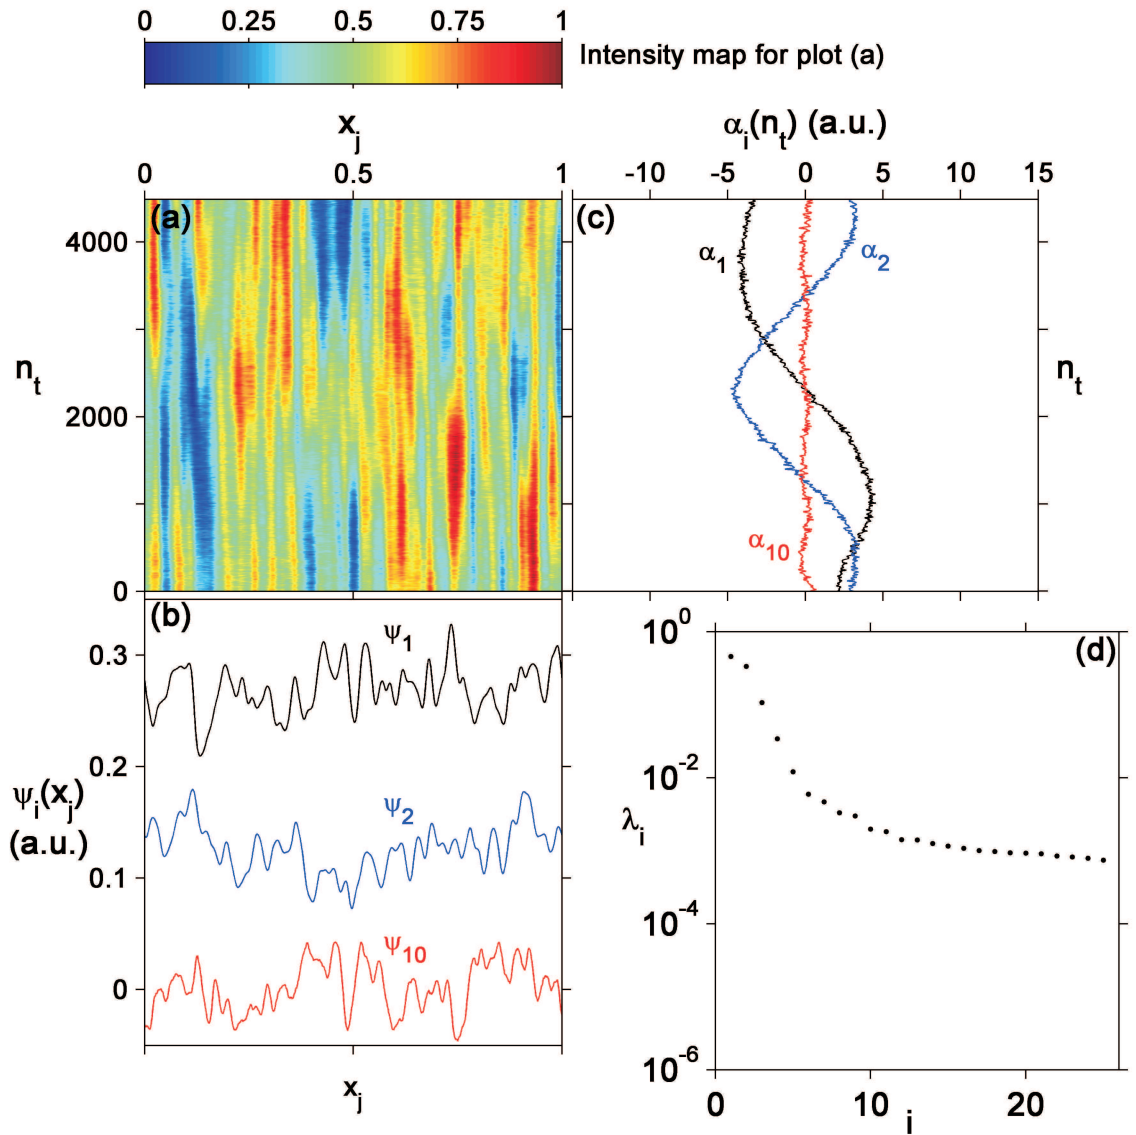 0 0.25 0.5 0.75 1
Intensity map for plot (a)
x_j
0 0.5 1
α_i(n_t) (a.u.)
-10 -5 0 5 10 15
(a)
(c)
4000
2000
0
n_t
α_1
α_2
α_10
n_t
(b)
0.3
0.2
0.1
0
ψ_i(x_j)
(a.u.)
ψ_1
ψ_2
ψ_10
x_j
(d)
10^0
10^-2
10^-4
10^-6
λ_i
0 10 20
i